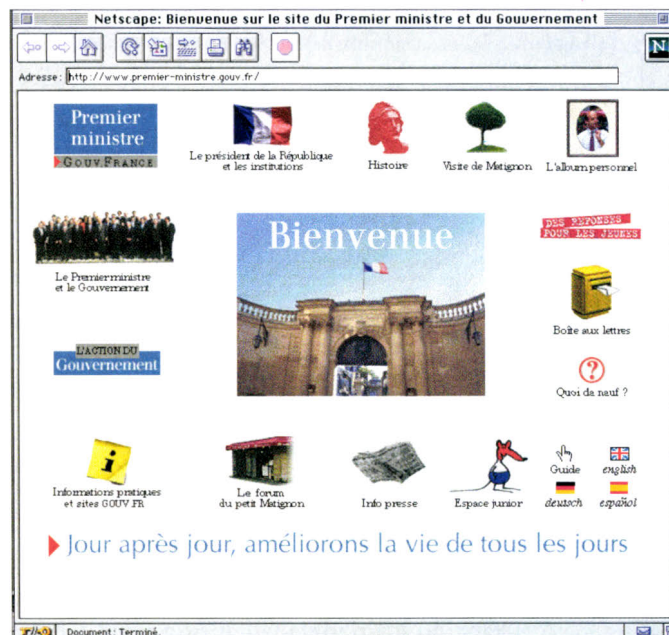 Netscape: Bienvenue sur le site du Premier ministre et du Gouvernement
N
Adresse: http://www.premier-ministre.gouv.fr/
Premier
ministre
GOUV.FRANCE
Le président de la République
et les institutions
Histoire
Visite de Matignon
L'album personnel
Le Premier ministre
et le Gouvernement
Bienvenue
DES REPONSES
POUR LES JEUNES
Boîte aux lettres
L'ACTION DU
Gouvernement
?
Quoi de neuf ?
i
Informations pratiques
et sites GOUV.FR
Le forum
du petit Matignon
Info presse
Espace junior
Guide
english
deutsch
español
Jour après jour, améliorons la vie de tous les jours
Document: Terminé.